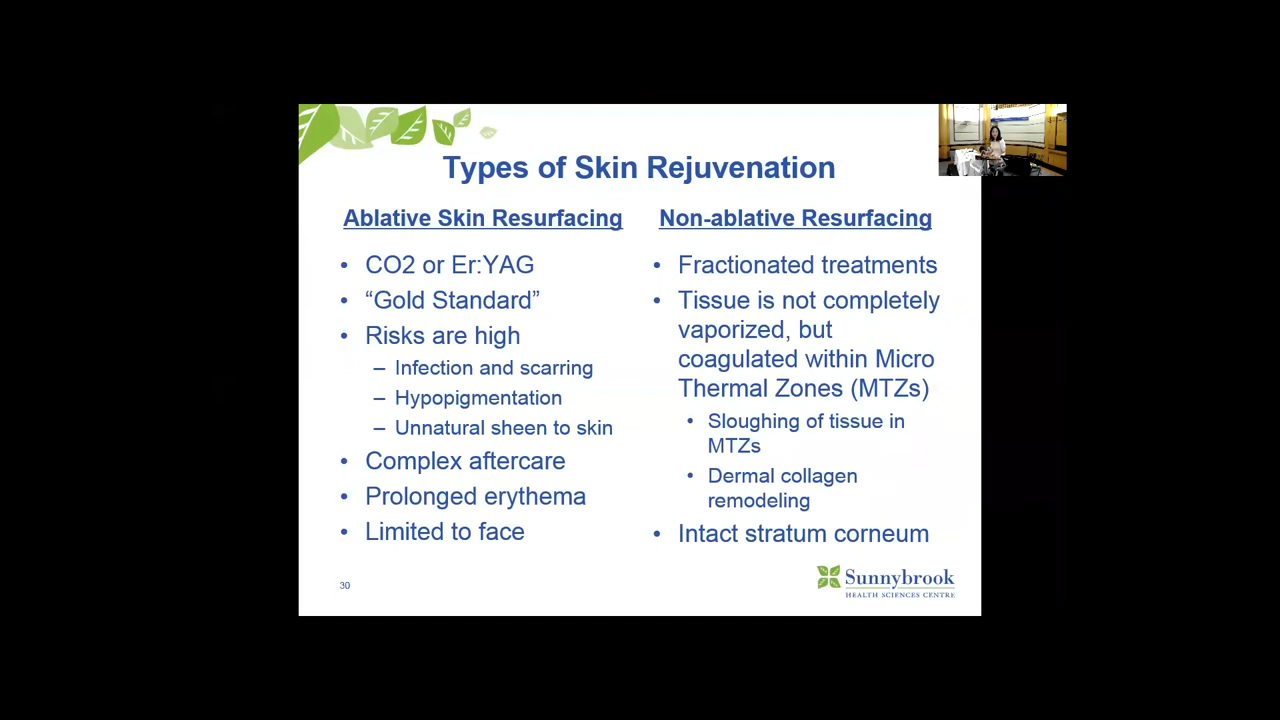 Types of Skin Rejuvenation
Ablative Skin Resurfacing
• CO2 or Er:YAG
• “Gold Standard”
• Risks are high
– Infection and scarring
– Hypopigmentation
– Unnatural sheen to skin
• Complex aftercare
• Prolonged erythema
• Limited to face
Non-ablative Resurfacing
• Fractionated treatments
• Tissue is not completely
vaporized, but
coagulated within Micro
Thermal Zones (MTZs)
• Sloughing of tissue in
MTZs
• Dermal collagen
remodeling
• Intact stratum corneum
30
Sunnybrook
HEALTH SCIENCES CENTRE